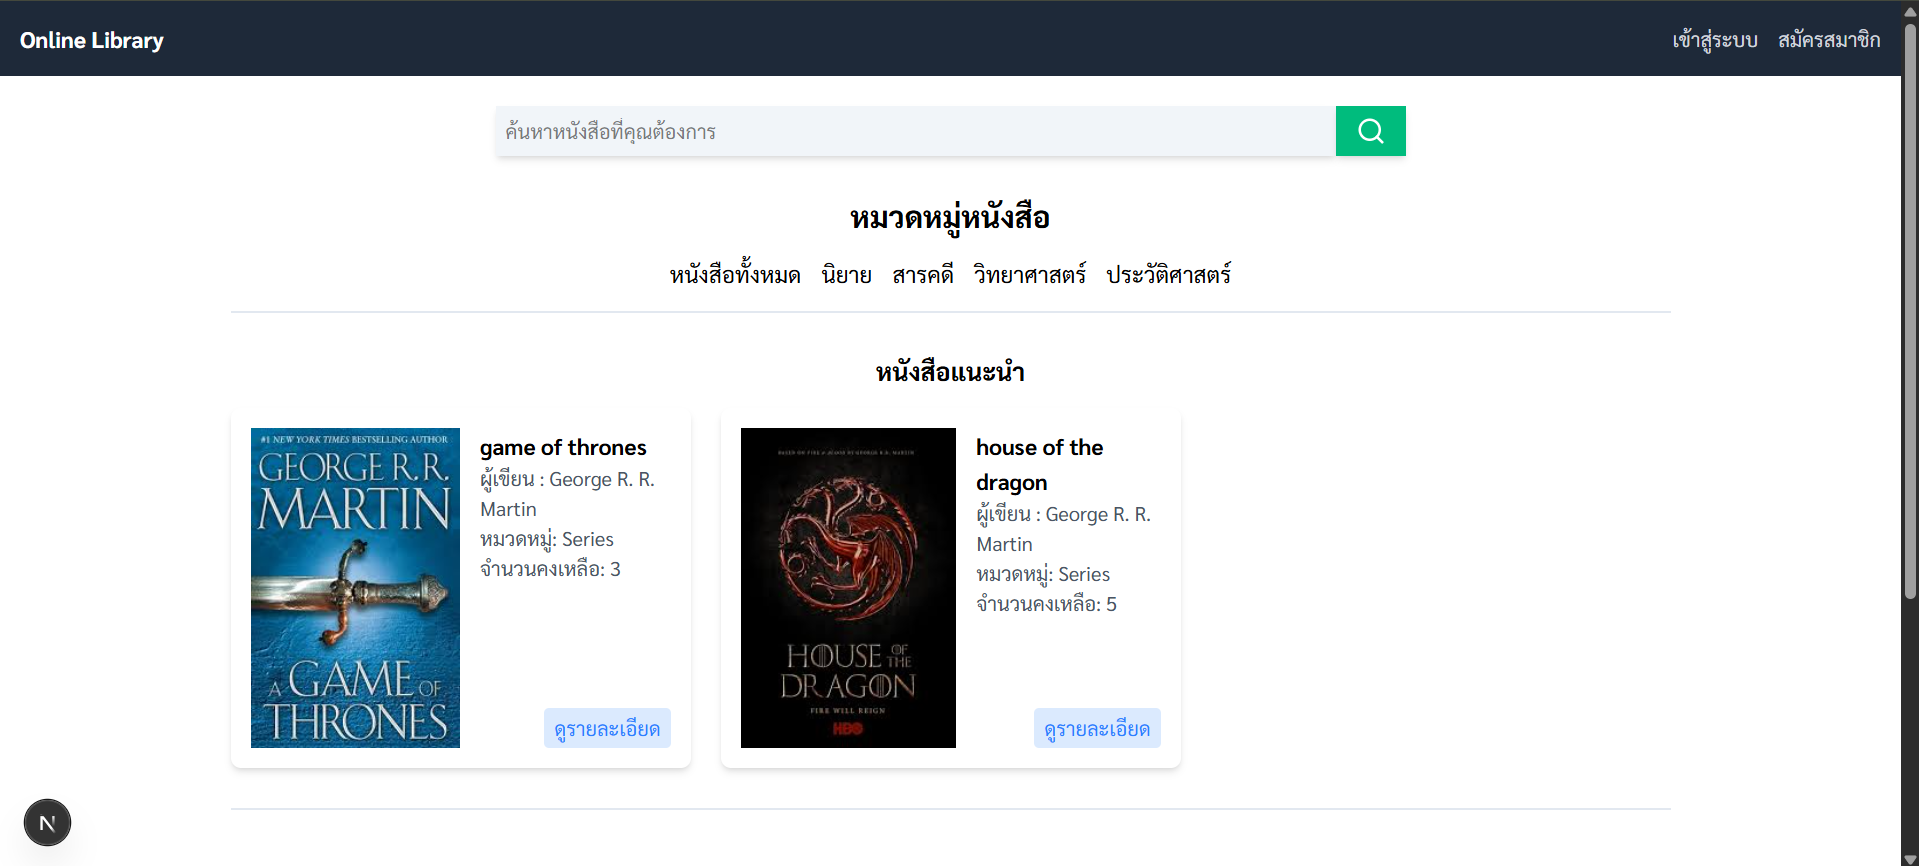 Online Library
เข้าสู่ระบบ สมัครสมาชิก
ค้นหาหนังสือที่คุณต้องการ
หมวดหมู่หนังสือ
หนังสือทั้งหมด นิยาย สารคดี วิทยาศาสตร์ ประวัติศาสตร์
หนังสือแนะนำ
#1 NEW YORK TIMES BESTSELLING AUTHOR
GEORGE R.R.
MARTIN
A GAME OF
THRONES
game of thrones
ผู้เขียน : George R. R.
Martin
หมวดหมู่: Series
จำนวนคงเหลือ: 3
ดูรายละเอียด
BASED ON FIRE & BLOOD BY GEORGE R.R. MARTIN
HOUSE OF THE
DRAGON
FIRE WILL REIGN
HBO
house of the
dragon
ผู้เขียน : George R. R.
Martin
หมวดหมู่: Series
จำนวนคงเหลือ: 5
ดูรายละเอียด
N